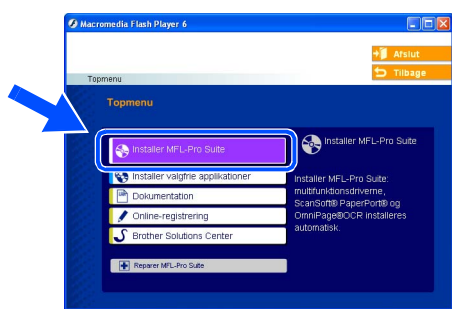 Macromedia Flash Player 6
Afslut
Tilbage
Topmenu
Topmenu
Installer MFL-Pro Suite
Installer valgfrie applikationer
Dokumentation
Online-registrering
Brother Solutions Center
Reparer MFL-Pro Suite
Installer MFL-Pro Suite
Installer MFL-Pro Suite:
multifunktionsdriverne,
ScanSoft® PaperPort® og
OmniPage®OCR installeres
automatisk.